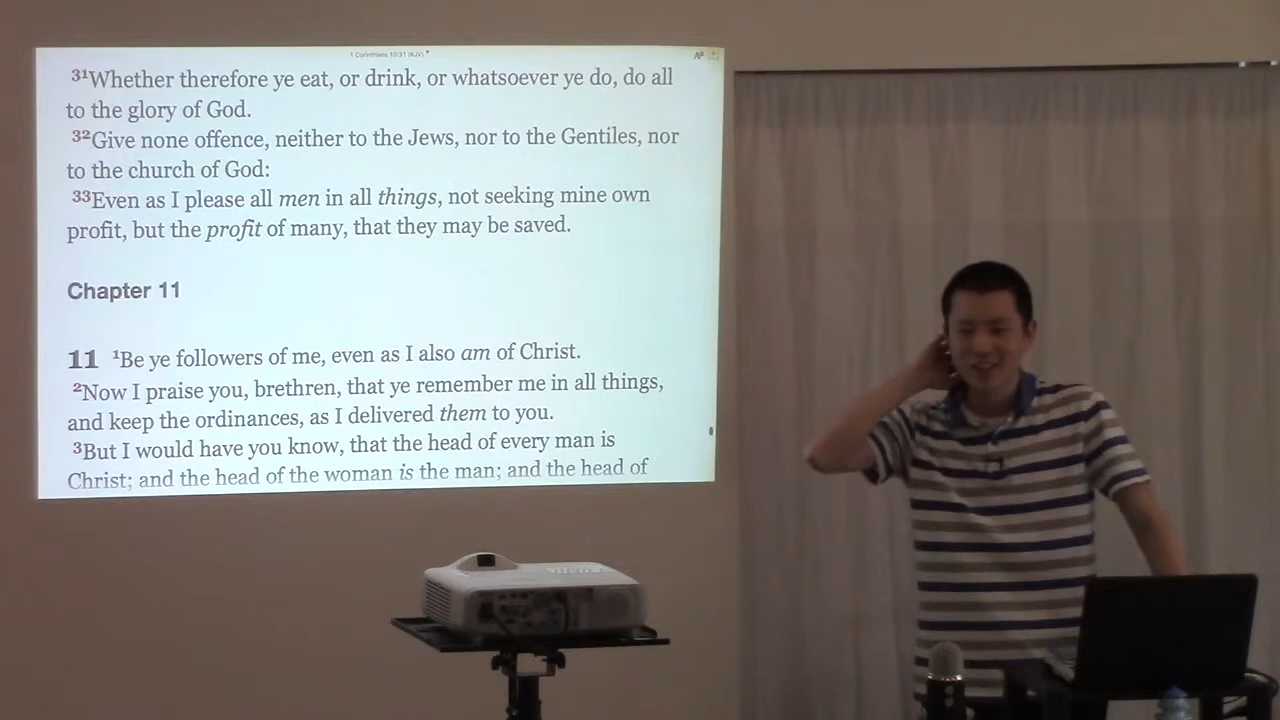 1 Corinthians 10:31 (KJV)
31Whether therefore ye eat, or drink, or whatsoever ye do, do all
to the glory of God.
32Give none offence, neither to the Jews, nor to the Gentiles, nor
to the church of God:
33Even as I please all men in all things, not seeking mine own
profit, but the profit of many, that they may be saved.
Chapter 11
11 1Be ye followers of me, even as I also am of Christ.
2Now I praise you, brethren, that ye remember me in all things,
and keep the ordinances, as I delivered them to you.
3But I would have you know, that the head of every man is
Christ; and the head of the woman is the man; and the head of